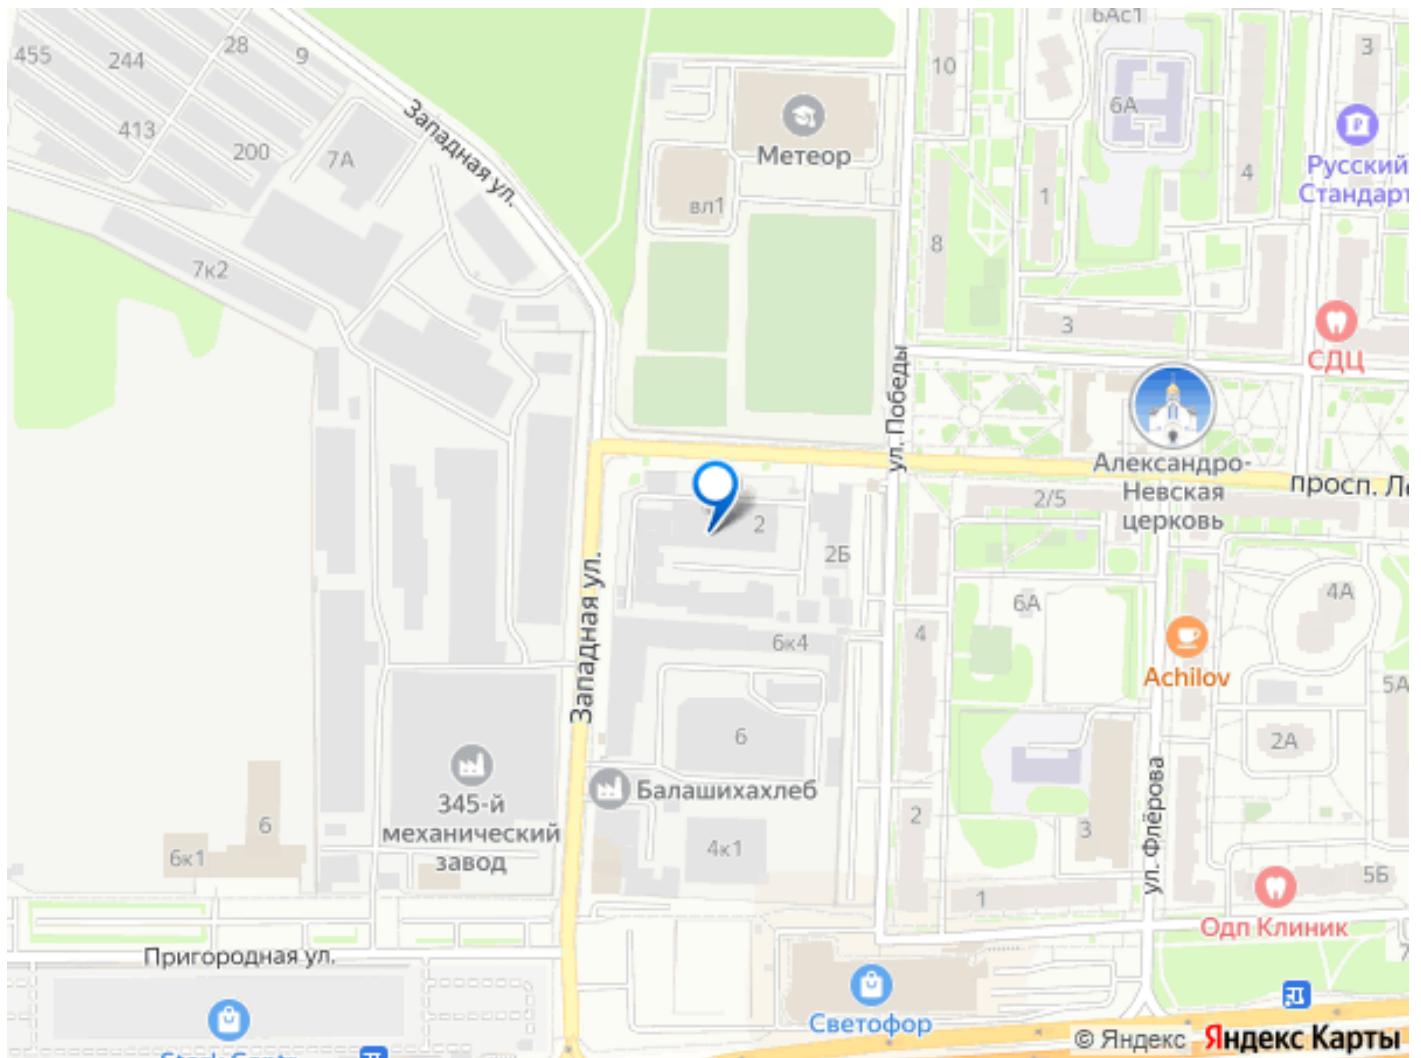 6Ас1
455
244
28
9
10
3
6А
413
200
7А
Западная ул.
Метеор
1
4
Русский
Стандарт
вл1
8
7к2
3
СДЦ
ул. Победы
Александро-
Невская
церковь
просп. Ле
2/5
2
2Б
Западная ул.
6А
4А
4
6к4
Achilov
5А
6
2А
345-й
механический
завод
Балашихахлеб
ул. Флёрова
6
6к1
4к1
2
3
1
5Б
Одп Клиник
Пригородная ул.
7
Светофор
© Яндекс
Яндекс Карты